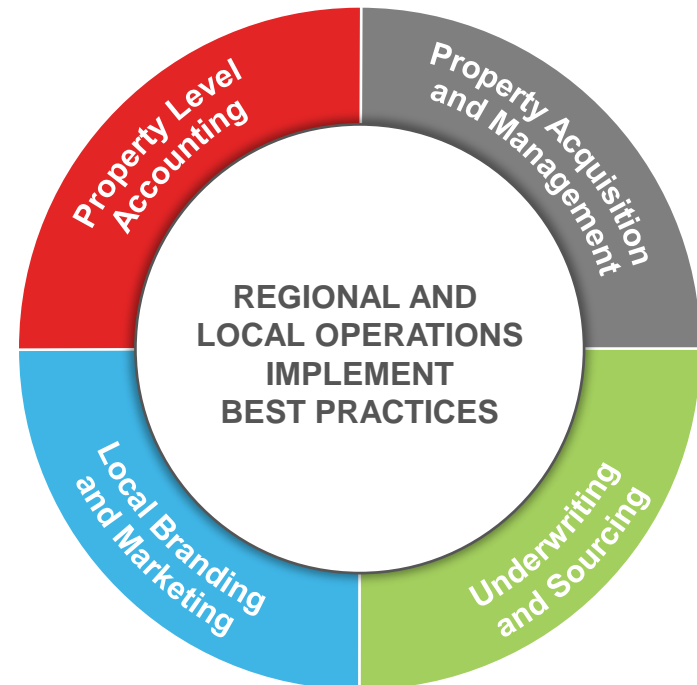 Property Level
Accounting
Property Acquisition
and Management
REGIONAL AND
LOCAL OPERATIONS
IMPLEMENT
BEST PRACTICES
Local Branding
and Marketing
Underwriting
and Sourcing